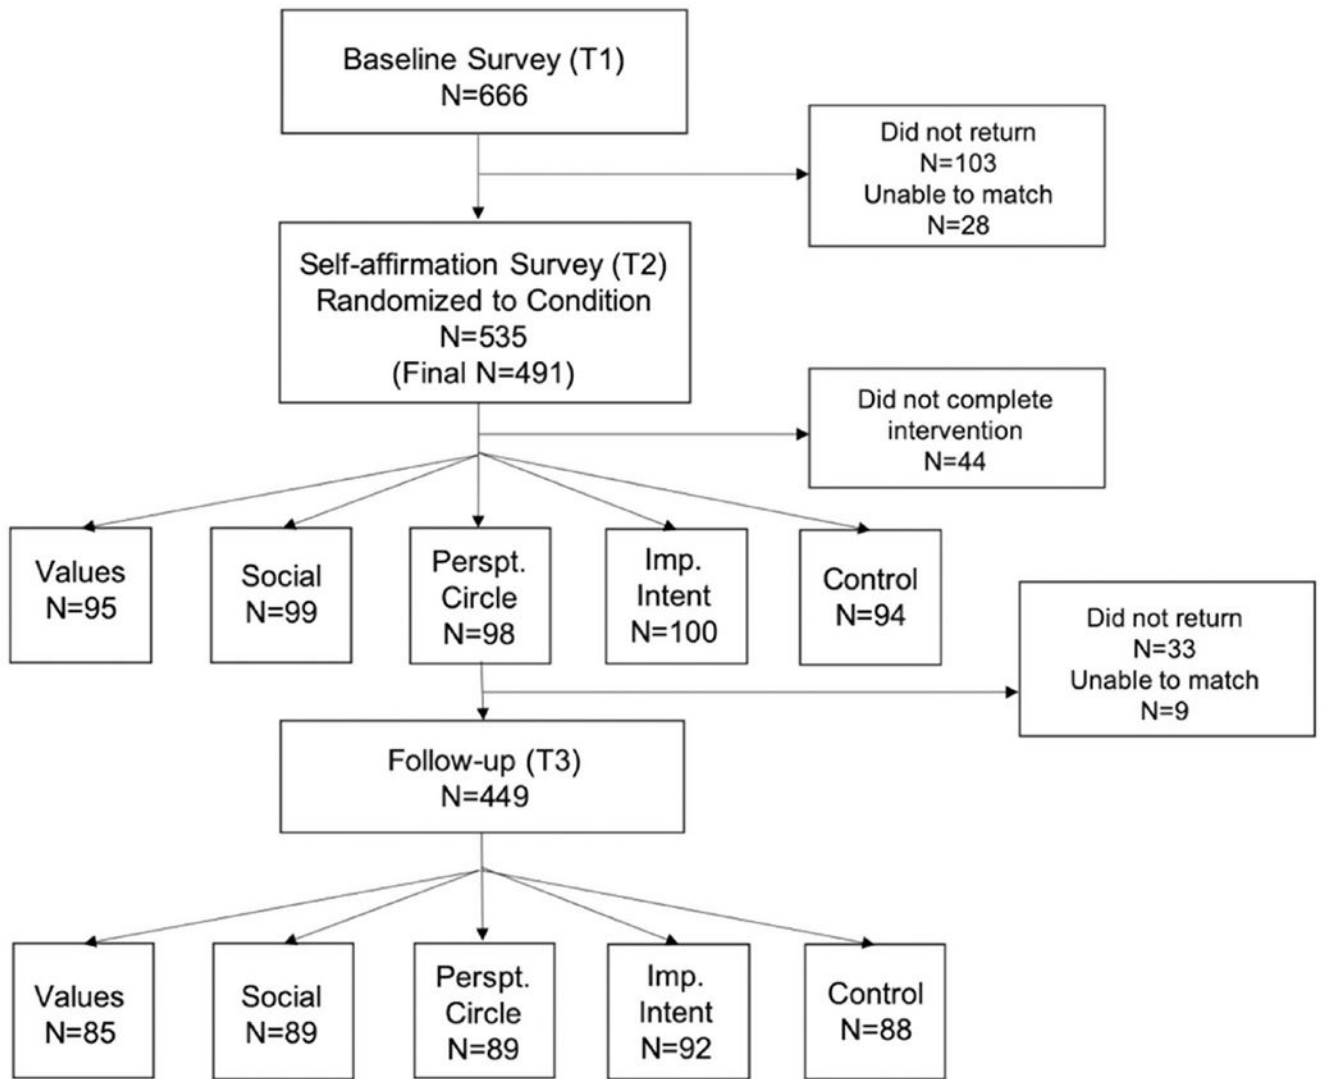 Baseline Survey (T1)
N=666
Did not return
N=103
Unable to match
N=28
Self-affirmation Survey (T2)
Randomized to Condition
N=535
(Final N=491)
Did not complete
intervention
N=44
Values
N=95
Social
N=99
Perspt.
Circle
N=98
Imp.
Intent
N=100
Control
N=94
Did not return
N=33
Unable to match
N=9
Follow-up (T3)
N=449
Values
N=85
Social
N=89
Perspt.
Circle
N=89
Imp.
Intent
N=92
Control
N=88